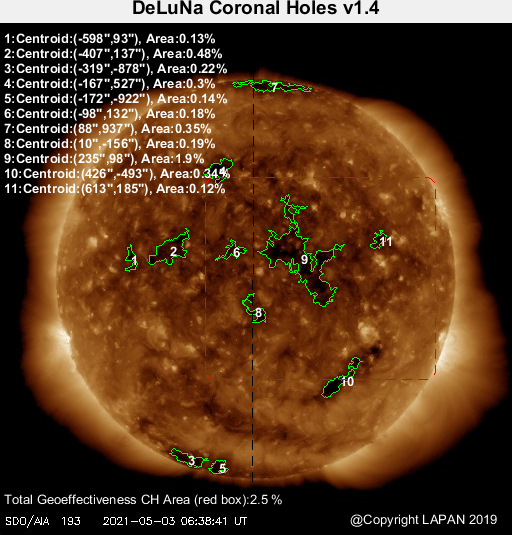 DeLuNa Coronal Holes v1.4
1:Centroid:(-598",93"), Area:0.13%
2:Centroid:(-407",137"), Area:0.48%
3:Centroid:(-319",-878"), Area:0.22%
4:Centroid:(-167",527"), Area:0.3%
5:Centroid:(-172",-922"), Area:0.14%
6:Centroid:(-98",132"), Area:0.18%
7:Centroid:(88",937"), Area:0.35%
8:Centroid:(10",-156"), Area:0.19%
9:Centroid:(235",98"), Area:1.9%
10:Centroid:(426",-493"), Area:0.34%
11:Centroid:(613",185"), Area:0.12%
7
4
11
1
2
6
9
8
10
3
5
Total Geoeffectiveness CH Area (red box):2.5 %
SDO/AIA 193 2021-05-03 06:38:41 UT
@Copyright LAPAN 2019